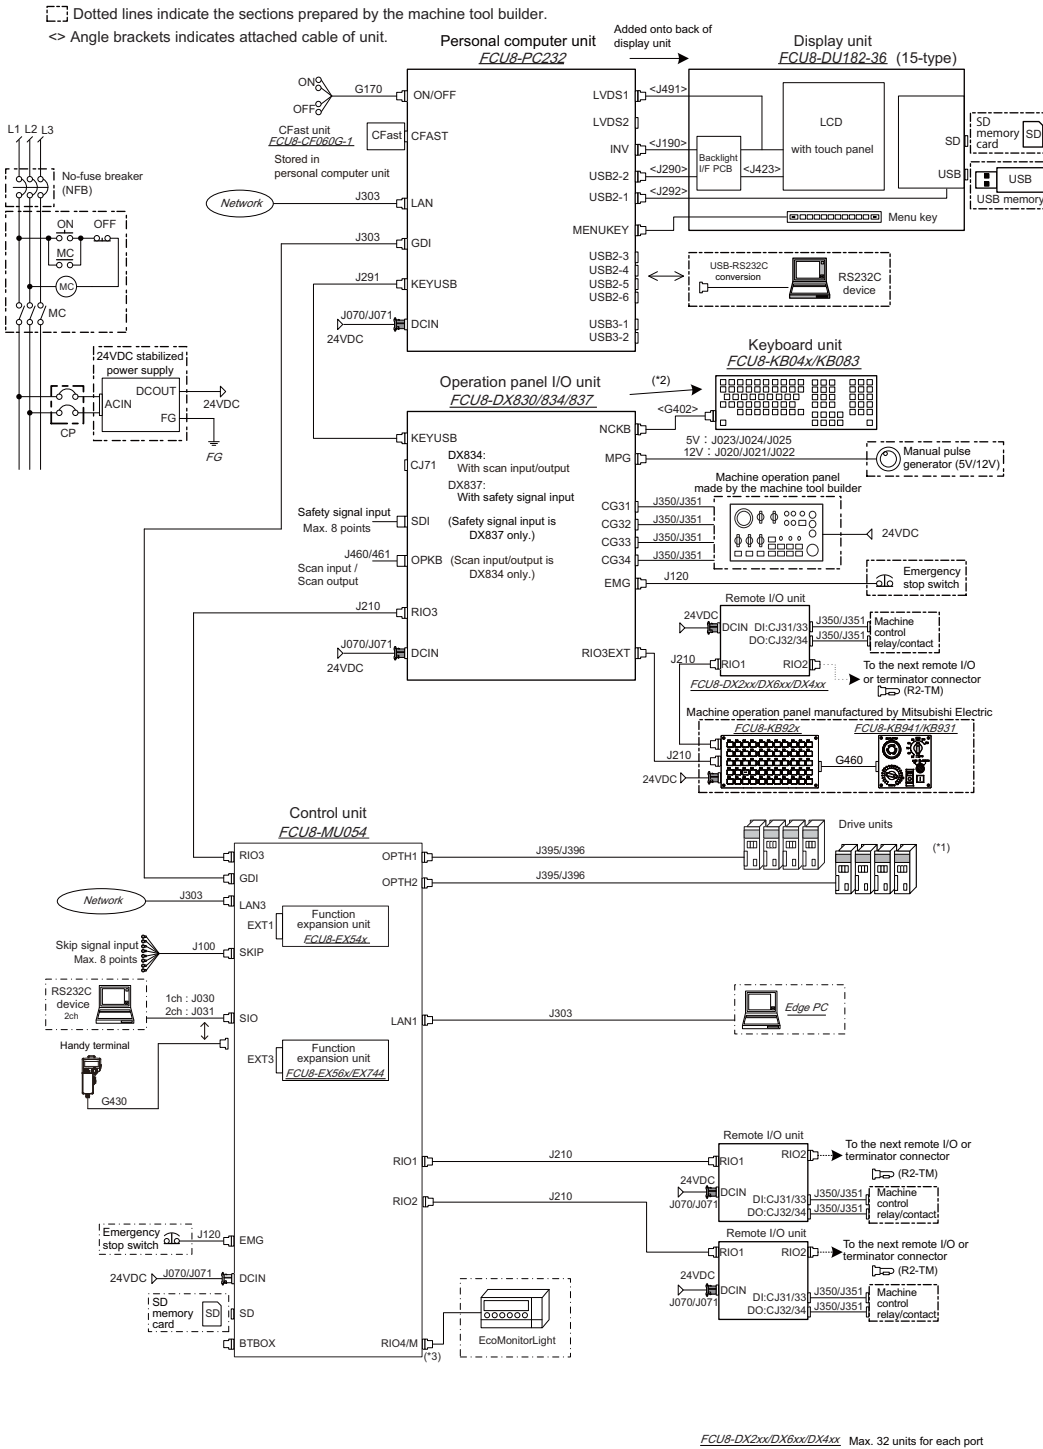 Dotted lines indicate the sections prepared by the machine tool builder.
<> Angle brackets indicates attached cable of unit.
Personal computer unit
FCU8-PC232
Added onto back of
display unit
Display unit
FCU8-DU182-36 (15-type)
ON
OFF
G170
ON/OFF
CFast unit
FCU8-CF060G-1
CFast
CFAST
Stored in
personal computer unit
Network
J303
LAN
J303
GDI
J291
KEYUSB
J070/J071
24VDC
DCIN
LVDS1
<J491>
LVDS2
INV
<J190>
USB2-2
<J290>
USB2-1
<J292>
MENUKEY
USB2-3
USB2-4
USB2-5
USB2-6
USB3-1
USB3-2
Backlight
I/F PCB
<J423>
LCD
with touch panel
SD
USB
Menu key
SD
memory
card
SD
USB
USB memory
USB-RS232C
conversion
RS232C
device
L1 L2 L3
No-fuse breaker
(NFB)
ON
OFF
MC
MC
MC
24VDC stabilized
power supply
DCOUT
ACIN
FG
24VDC
FG
CP
Operation panel I/O unit
FCU8-DX830/834/837
(*2)
Keyboard unit
FCU8-KB04x/KB083
KEYUSB
CJ71
DX834:
With scan input/output
DX837:
With safety signal input
Safety signal input
Max. 8 points
SDI
(Safety signal input is
DX837 only.)
J460/461
Scan input /
Scan output
OPKB
(Scan input/output is
DX834 only.)
J210
RIO3
J070/J071
24VDC
DCIN
NCKB
<G402>
MPG
5V : J023/J024/J025
12V : J020/J021/J022
Manual pulse
generator (5V/12V)
Machine operation panel
made by the machine tool builder
CG31
J350/J351
CG32
J350/J351
CG33
J350/J351
CG34
J350/J351
24VDC
EMG
J120
Emergency
stop switch
RIO3EXT
Remote I/O unit
24VDC
DCIN
DI:CJ31/33
DO:CJ32/34
J350/J351
J350/J351
Machine
control
relay/contact
J210
RIO1
RIO2
To the next remote I/O
or terminator connector
(R2-TM)
FCU8-DX2xx/DX6xx/DX4xx
Machine operation panel manufactured by Mitsubishi Electric
FCU8-KB92x
FCU8-KB941/KB931
J210
24VDC
G460
Control unit
FCU8-MU054
RIO3
GDI
Network
J303
LAN3
EXT1
Function
expansion unit
FCU8-EX54x
Skip signal input
Max. 8 points
J100
SKIP
RS232C
device
2ch
1ch : J030
2ch : J031
SIO
Handy terminal
G430
EXT3
Function
expansion unit
FCU8-EX56x/EX744
OPTH1
J395/J396
OPTH2
J395/J396
Drive units
(*1)
LAN1
J303
Edge PC
RIO1
J210
RIO2
J210
Remote I/O unit
RIO1
RIO2
To the next remote I/O or
terminator connector
(R2-TM)
24VDC
DCIN
J070/J071
DI:CJ31/33
DO:CJ32/34
J350/J351
J350/J351
Machine
control
relay/contact
Remote I/O unit
RIO1
RIO2
To the next remote I/O or
terminator connector
(R2-TM)
24VDC
DCIN
J070/J071
DI:CJ31/33
DO:CJ32/34
J350/J351
J350/J351
Machine
control
relay/contact
Emergency
stop switch
J120
EMG
24VDC
J070/J071
DCIN
SD
memory
card
SD
SD
BTBOX
RIO4/M
(*3)
EcoMonitorLight
FCU8-DX2xx/DX6xx/DX4xx Max. 32 units for each port